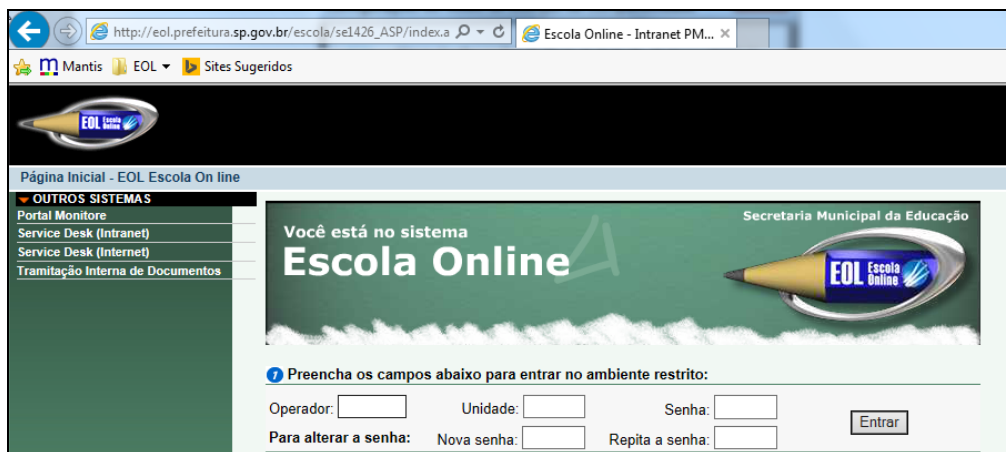 http://eol.prefeitura.sp.gov.br/escola/se1426_ASP/index.a
Escola Online - Intranet PM...
Mantis EOL Sites Sugeridos
EOL Escola Online
Página Inicial - EOL Escola On line
OUTROS SISTEMAS
Portal Monitore
Service Desk (Intranet)
Service Desk (Internet)
Tramitação Interna de Documentos
Secretaria Municipal da Educação
Você está no sistema
Escola Online
EOL Escola Online
1 Preencha os campos abaixo para entrar no ambiente restrito:
Operador: Unidade: Senha:
Entrar
Para alterar a senha: Nova senha: Repita a senha: